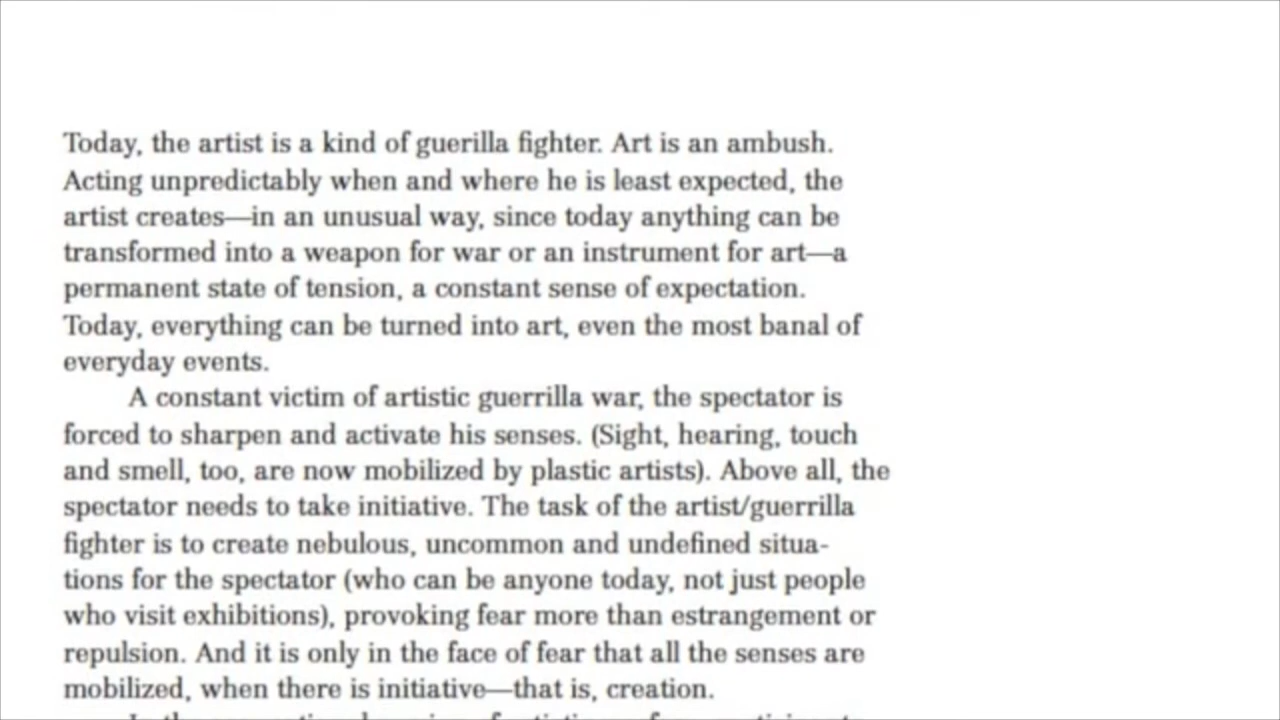 Today, the artist is a kind of guerilla fighter. Art is an ambush.
Acting unpredictably when and where he is least expected, the
artist creates—in an unusual way, since today anything can be
transformed into a weapon for war or an instrument for art—a
permanent state of tension, a constant sense of expectation.
Today, everything can be turned into art, even the most banal of
everyday events.
A constant victim of artistic guerrilla war, the spectator is
forced to sharpen and activate his senses. (Sight, hearing, touch
and smell, too, are now mobilized by plastic artists). Above all, the
spectator needs to take initiative. The task of the artist/guerrilla
fighter is to create nebulous, uncommon and undefined situa-
tions for the spectator (who can be anyone today, not just people
who visit exhibitions), provoking fear more than estrangement or
repulsion. And it is only in the face of fear that all the senses are
mobilized, when there is initiative—that is, creation.